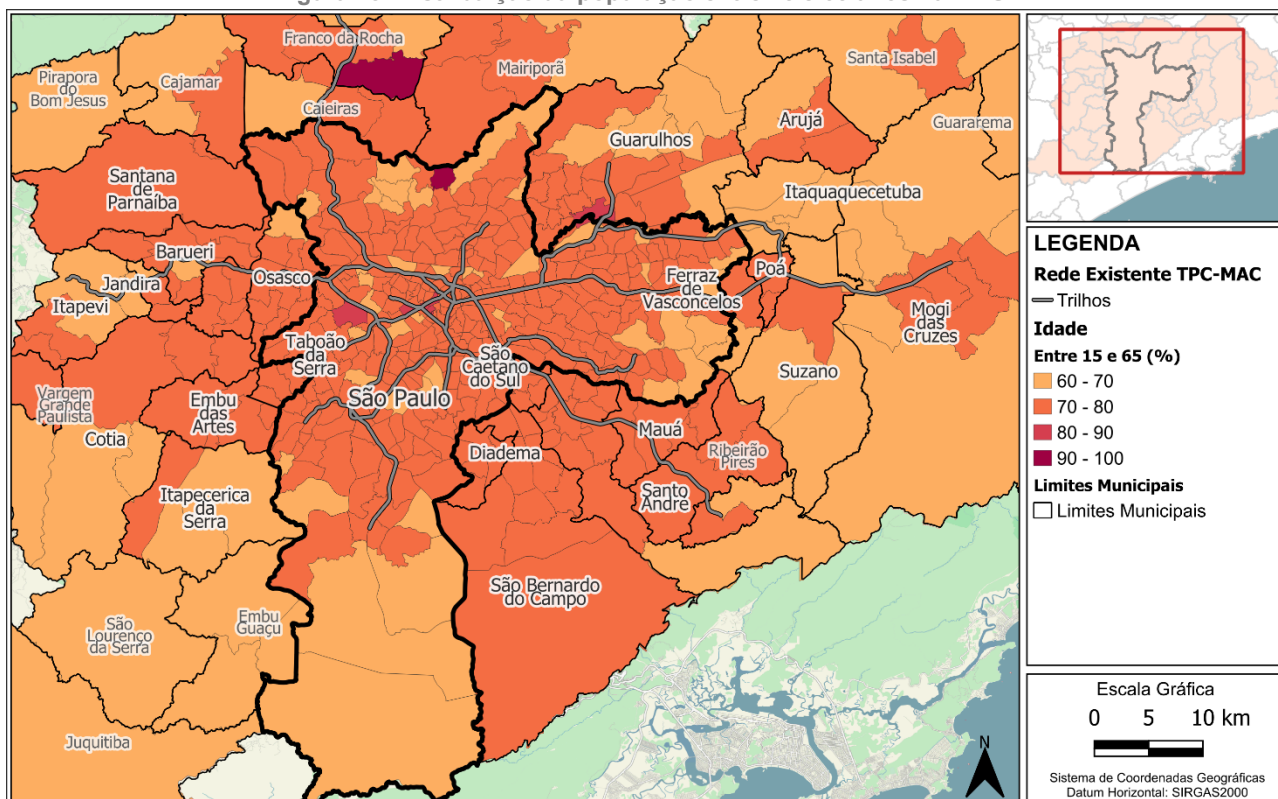 Franco da Rocha
Pirapora
do
Bom Jesus
Cajamar
Mairiporã
Santa Isabel
Caieiras
Guarulhos
Arujá
Guararema
Santana
de
Parnaíba
Itaquaquecetuba
Barueri
Jandira
Osasco
Itapevi
Ferraz
de
Vasconcelos
Poá
Mogi
das
Cruzes
Taboão
da
Serra
São
Caetano
do Sul
Suzano
Vargem
Grande
Paulista
Embu
das
Artes
São Paulo
Cotia
Diadema
Mauá
Ribeirão
Pires
Itapecerica
da
Serra
Santo
Andre
São Bernardo
do Campo
São
Lourenço
da Serra
Embu
Guaçu
Juquitiba
N
LEGENDA
Rede Existente TPC-MAC
Trilhos
Idade
Entre 15 e 65 (%)
60 - 70
70 - 80
80 - 90
90 - 100
Limites Municipais
Limites Municipais
Escala Gráfica
0 5 10 km
Sistema de Coordenadas Geográficas
Datum Horizontal: SIRGAS2000